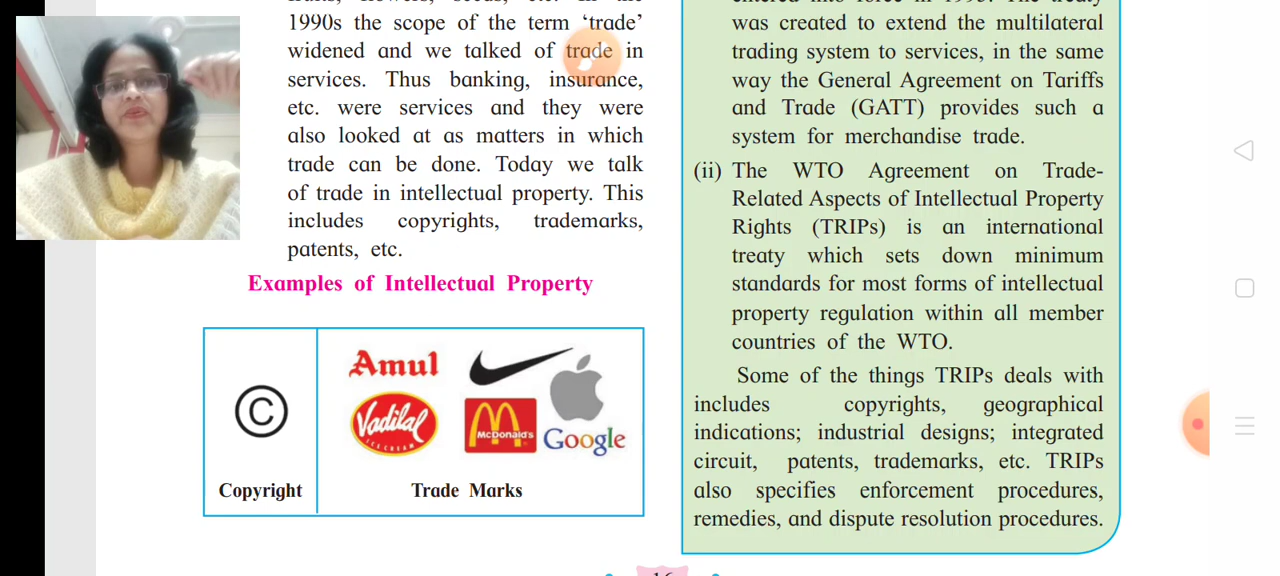 1990s the scope of the term ‘trade’
widened and we talked of trade in
services. Thus banking, insurance,
etc. were services and they were
also looked at as matters in which
trade can be done. Today we talk
of trade in intellectual property. This
includes copyrights, trademarks,
patents, etc.
Examples of Intellectual Property
©
Copyright
Amul
Vadilal
ICE CREAM
McDonald's
Google
Trade Marks
was created to extend the multilateral
trading system to services, in the same
way the General Agreement on Tariffs
and Trade (GATT) provides such a
system for merchandise trade.
(ii) The WTO Agreement on Trade-
Related Aspects of Intellectual Property
Rights (TRIPs) is an international
treaty which sets down minimum
standards for most forms of intellectual
property regulation within all member
countries of the WTO.
Some of the things TRIPs deals with
includes copyrights, geographical
indications; industrial designs; integrated
circuit, patents, trademarks, etc. TRIPs
also specifies enforcement procedures,
remedies, and dispute resolution procedures.